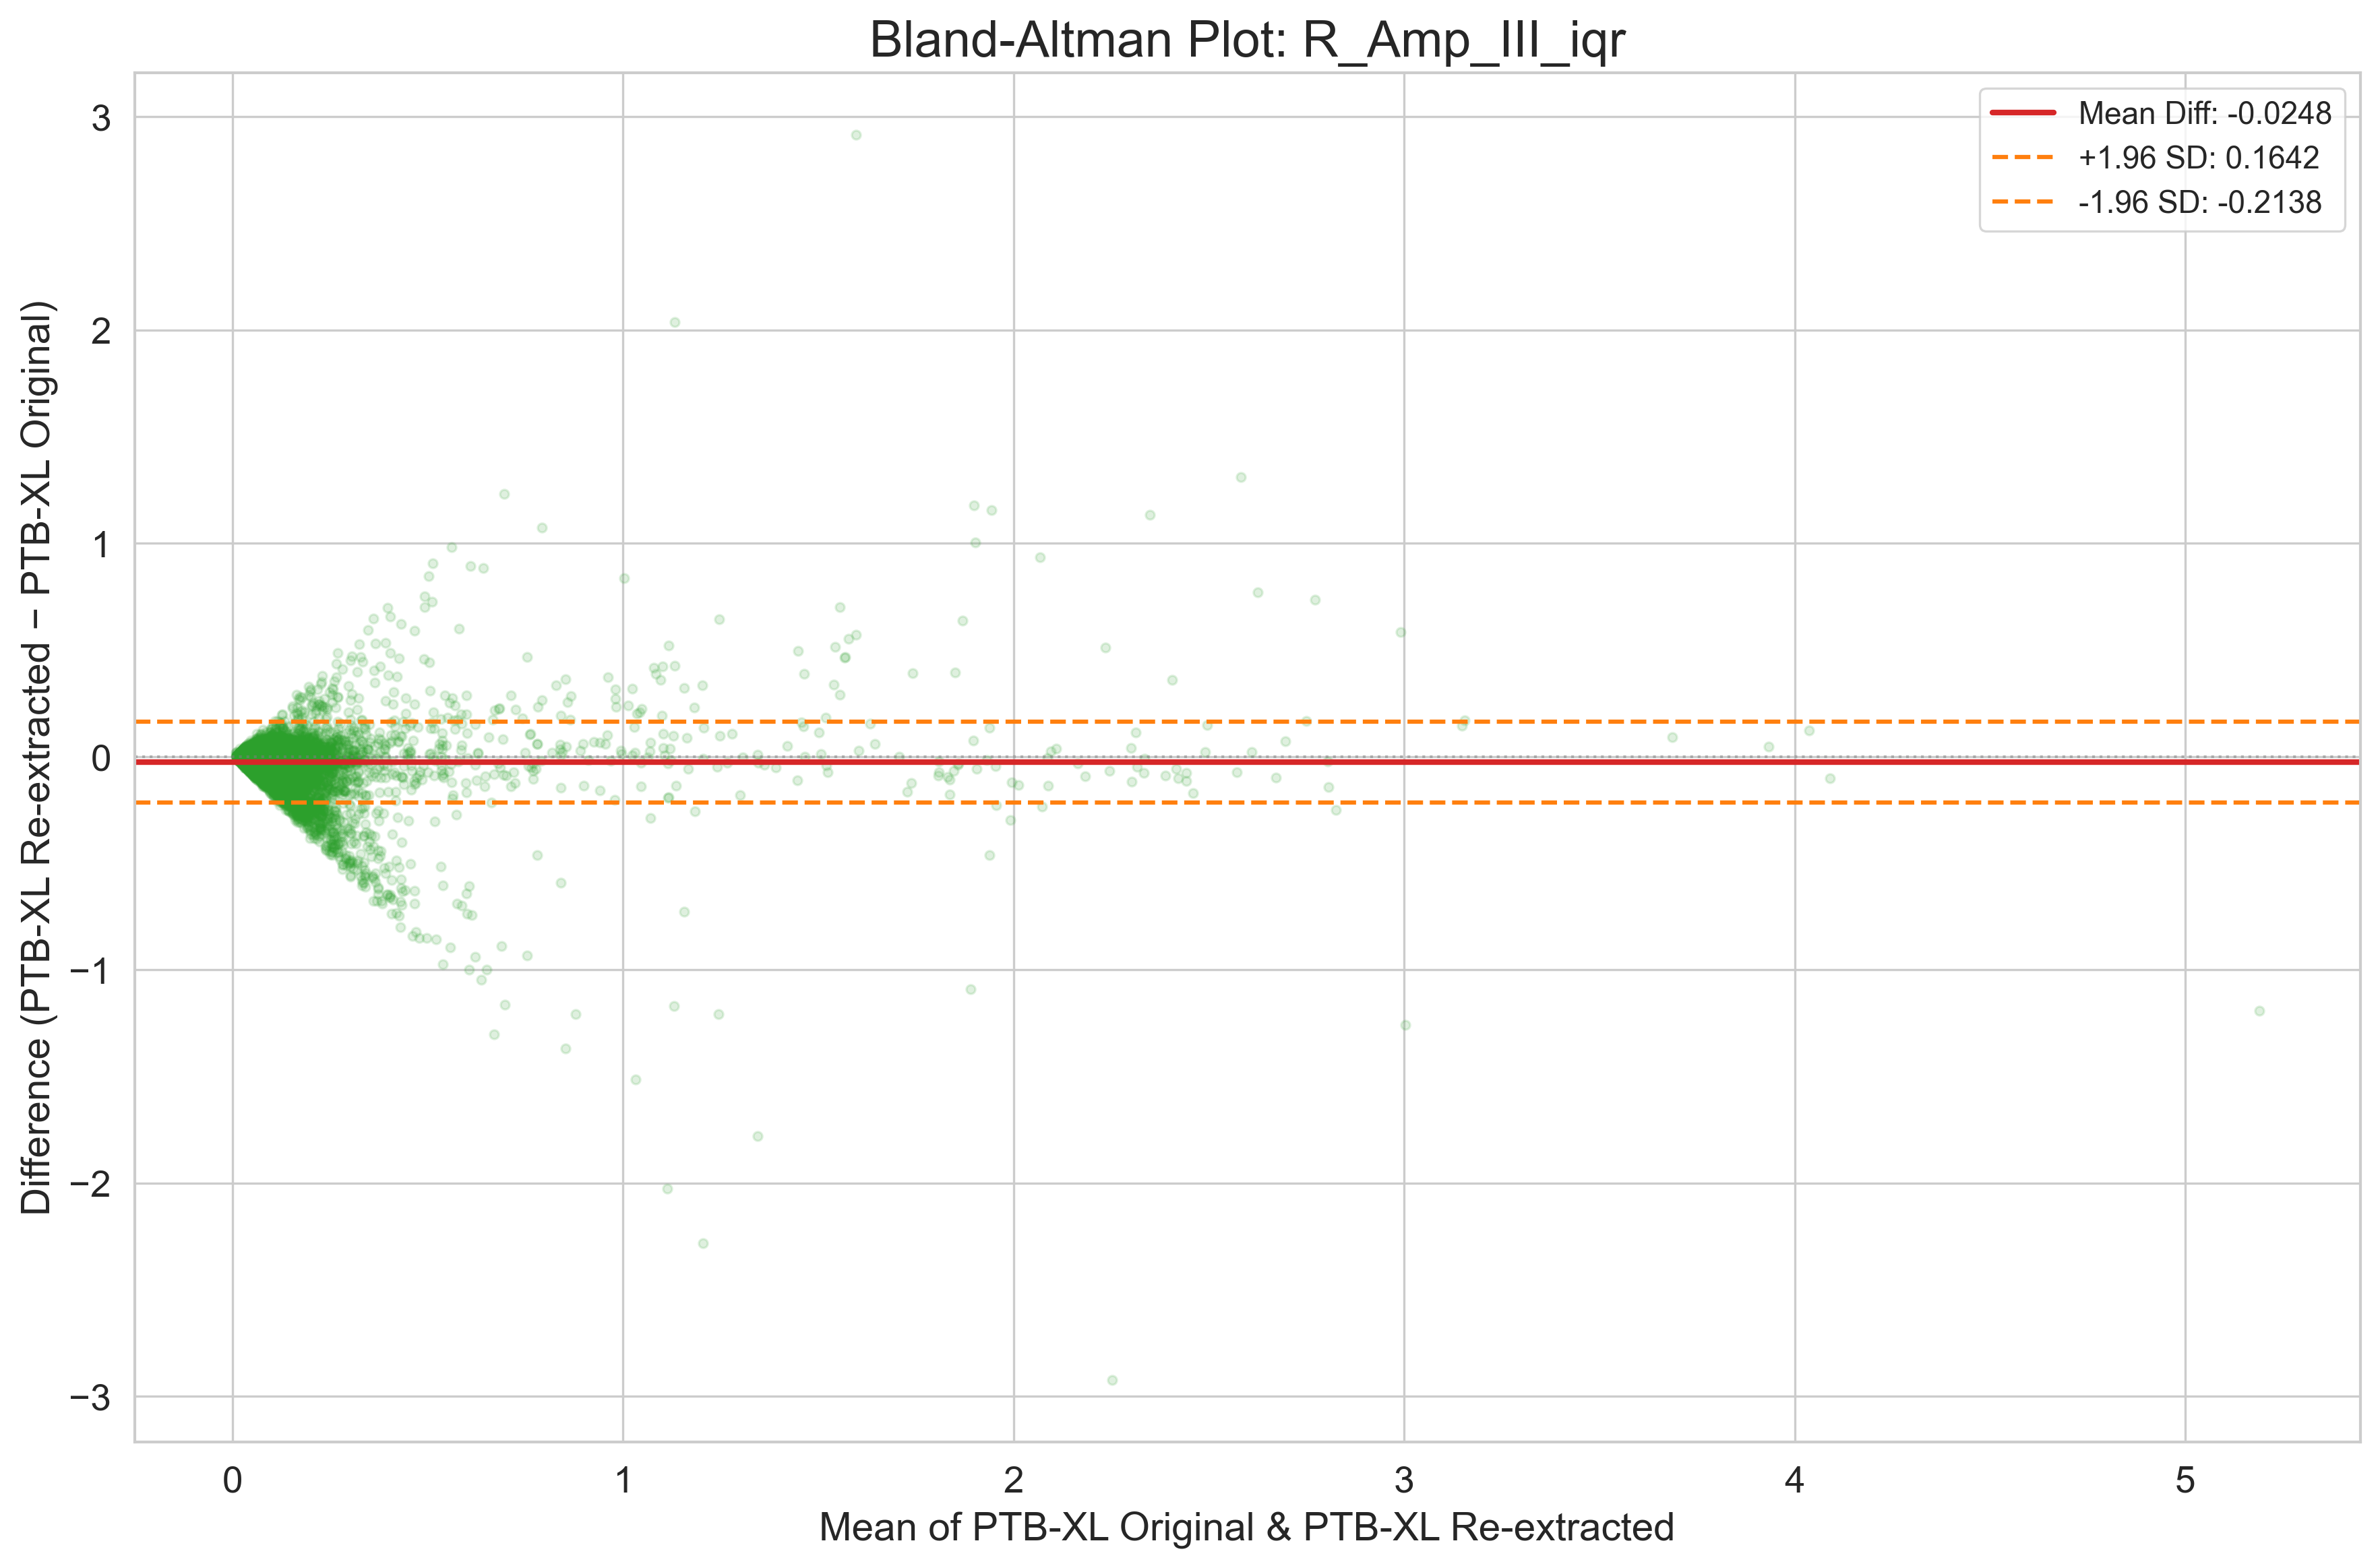 Bland-Altman Plot: R_Amp_III_iqr
Mean Diff: -0.0248
+1.96 SD: 0.1642
-1.96 SD: -0.2138
Difference (PTB-XL Re-extracted − PTB-XL Original)
3
2
1
0
−1
−2
−3
0 1 2 3 4 5
Mean of PTB-XL Original & PTB-XL Re-extracted